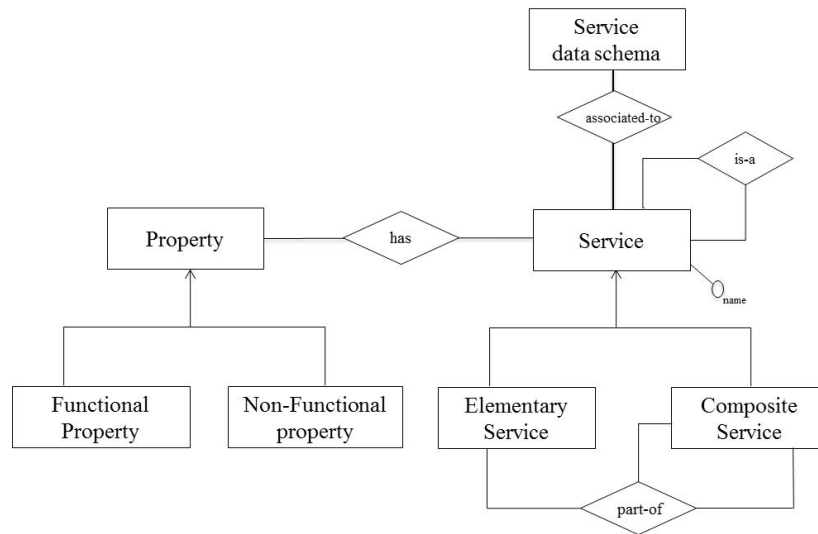 Service
data schema
associated-to
is-a
Property
has
Service
name
Functional
Property
Non-Functional
property
Elementary
Service
Composite
Service
part-of